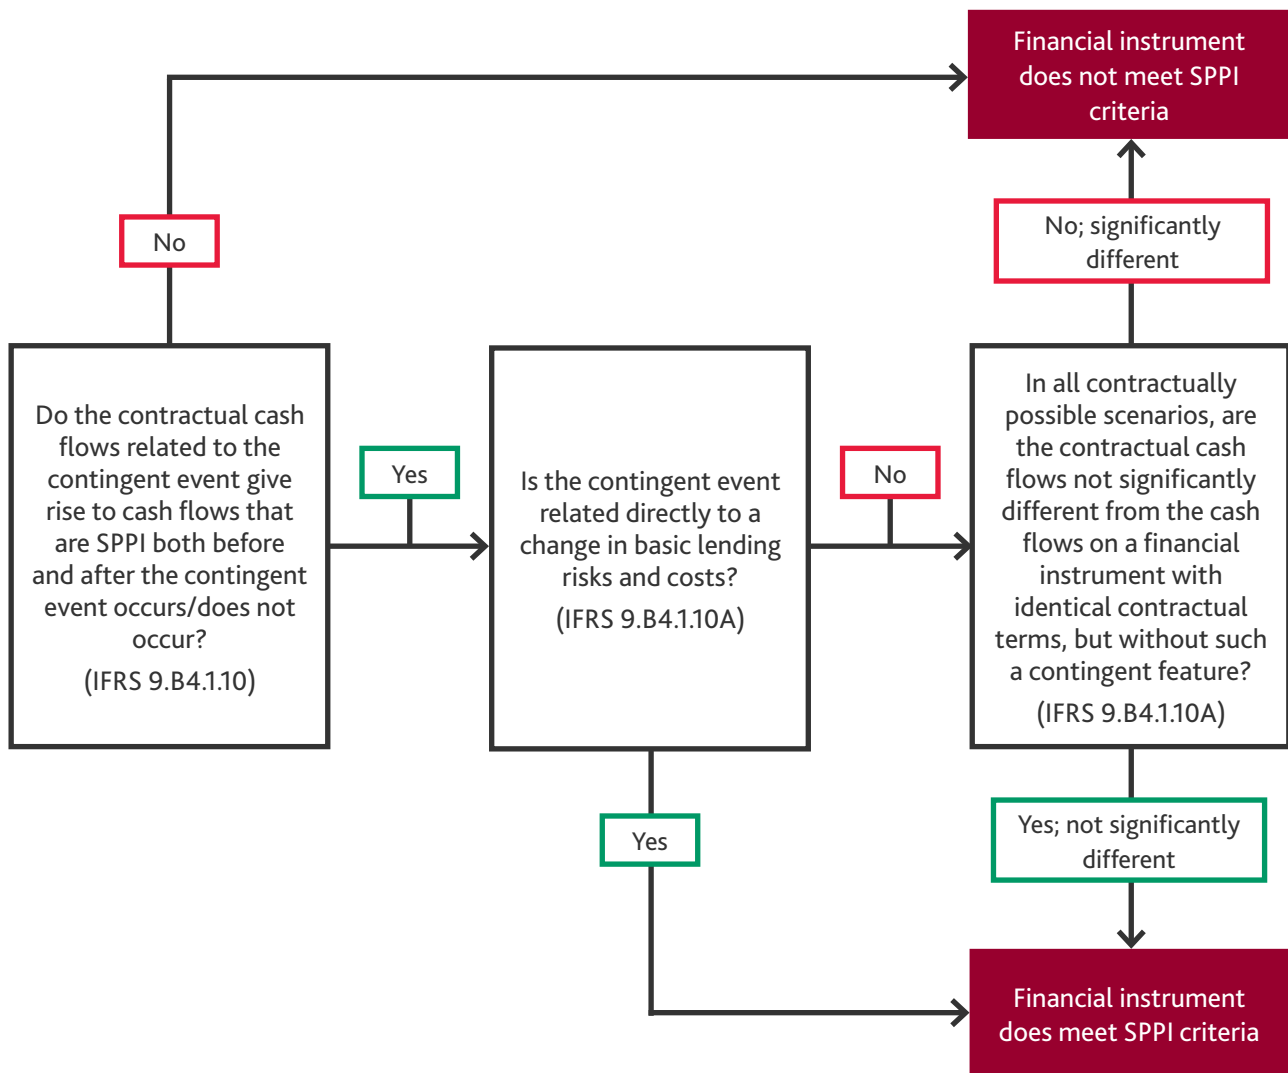 Financial instrument
does not meet SPPI
criteria
No
No; significantly
different
Do the contractual cash
flows related to the
contingent event give
rise to cash flows that
are SPPI both before
and after the contingent
event occurs/does not
occur?
(IFRS 9.B4.1.10)
Yes
Is the contingent event
related directly to a
change in basic lending
risks and costs?
(IFRS 9.B4.1.10A)
No
In all contractually
possible scenarios, are
the contractual cash
flows not significantly
different from the cash
flows on a financial
instrument with
identical contractual
terms, but without such
a contingent feature?
(IFRS 9.B4.1.10A)
Yes
Yes; not significantly
different
Financial instrument
does meet SPPI criteria